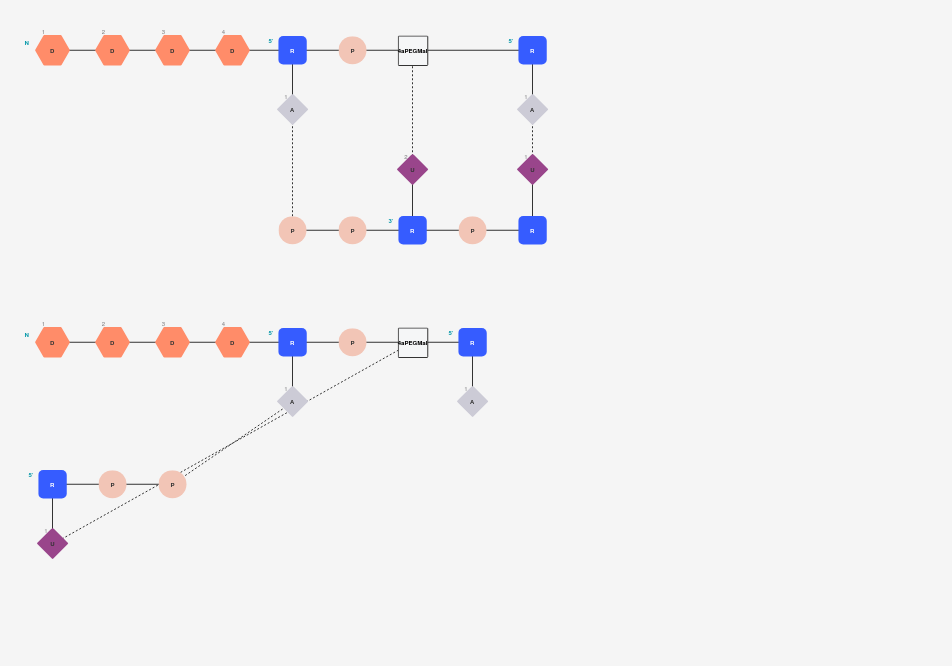 1 2 3 4
N D D D D 5' R P aPEGMal 5' R
1 A 1 A
2 U 1 U
P P 3' R P R
1 2 3 4
N D D D D 5' R P aPEGMal 5' R
1 A 1 A
5' R P P
1 U